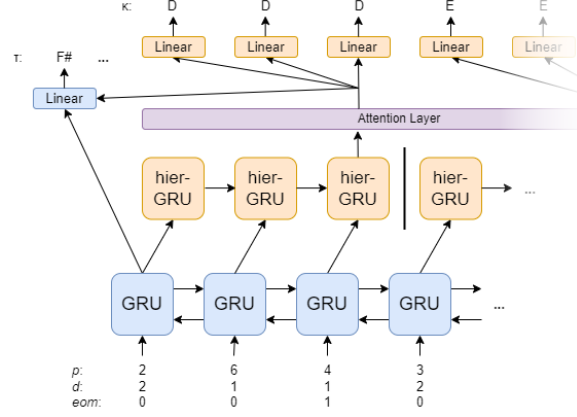 κ: D D D E E
Linear Linear Linear Linear Linear
τ: F# ...
Linear
Attention Layer
hier-GRU hier-GRU hier-GRU hier-GRU ...
GRU GRU GRU GRU ...
p: 2 6 4 3
d: 2 1 1 2
eom: 0 0 1 0